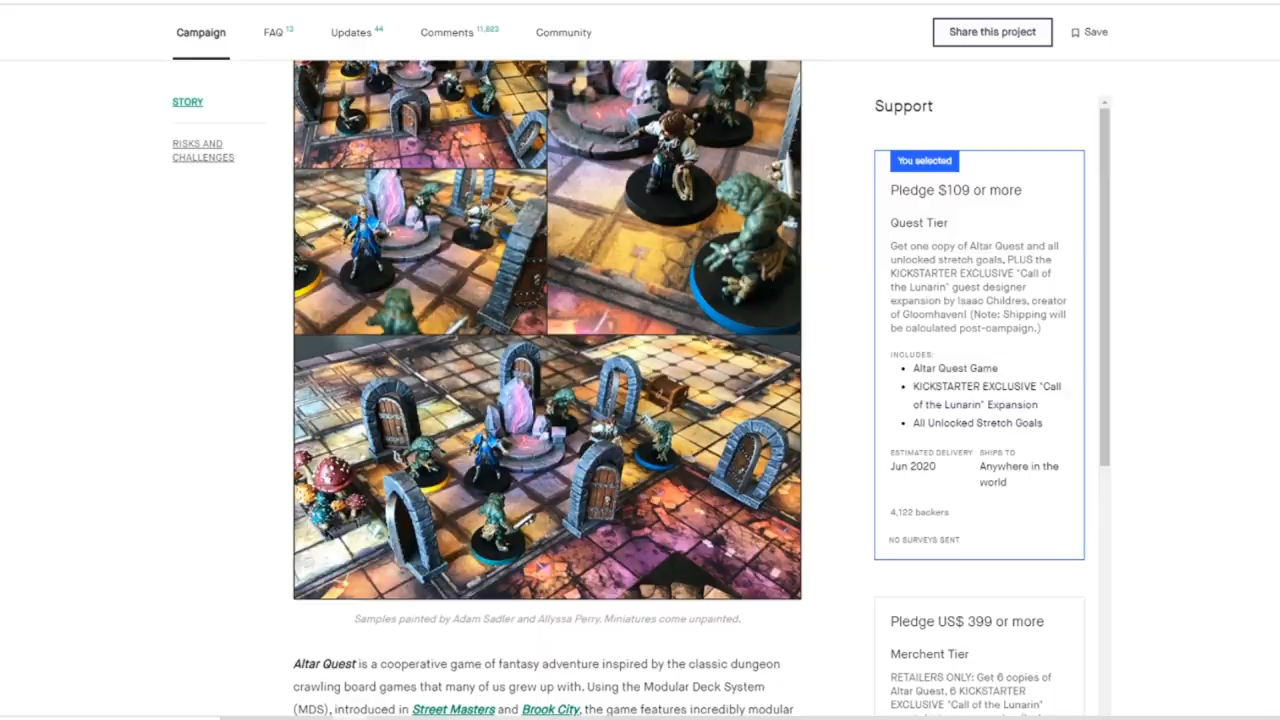 Campaign
FAQ 13
Updates 44
Comments 11,823
Community
Share this project
Save
STORY
RISKS AND
CHALLENGES
Samples painted by Adam Sadler and Allyssa Perry. Miniatures come unpainted.
Altar Quest is a cooperative game of fantasy adventure inspired by the classic dungeon
crawling board games that many of us grew up with. Using the Modular Deck System
(MDS), introduced in Street Masters and Brook City, the game features incredibly modular
Support
You selected
Pledge $109 or more
Quest Tier
Get one copy of Altar Quest and all
unlocked stretch goals, PLUS the
KICKSTARTER EXCLUSIVE "Call of
the Lunarin" guest designer
expansion by Isaac Childres, creator
of Gloomhaven! (Note: Shipping will
be calculated post-campaign.)
INCLUDES:
• Altar Quest Game
• KICKSTARTER EXCLUSIVE "Call
of the Lunarin" Expansion
• All Unlocked Stretch Goals
ESTIMATED DELIVERY SHIPS TO
Jun 2020 Anywhere in the
world
4,122 backers
NO SURVEYS SENT
Pledge US$ 399 or more
Merchent Tier
RETAILERS ONLY: Get 6 copies of
Altar Quest, 6 KICKSTARTER
EXCLUSIVE "Call of the Lunarin"